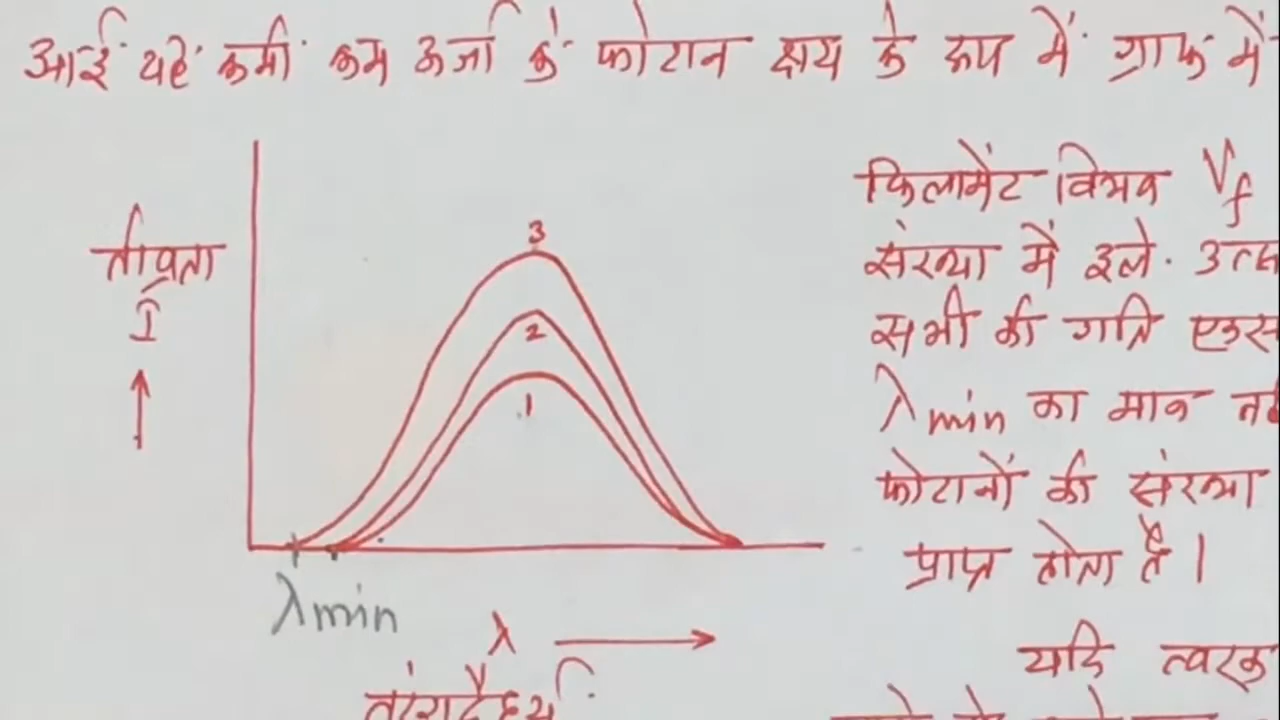 आई यह कमी कम ऊर्जा के फोटान क्षय के रूप में ग्राफ में
तीव्रता
I
3
2
1
λmin
λ
तरंगदैर्ध्य
फिलामेंट विभव Vf
संख्या में इले.
सभी की गति
λmin का मान
फोटानों की संख्या
प्राप्त होता है।
यदि